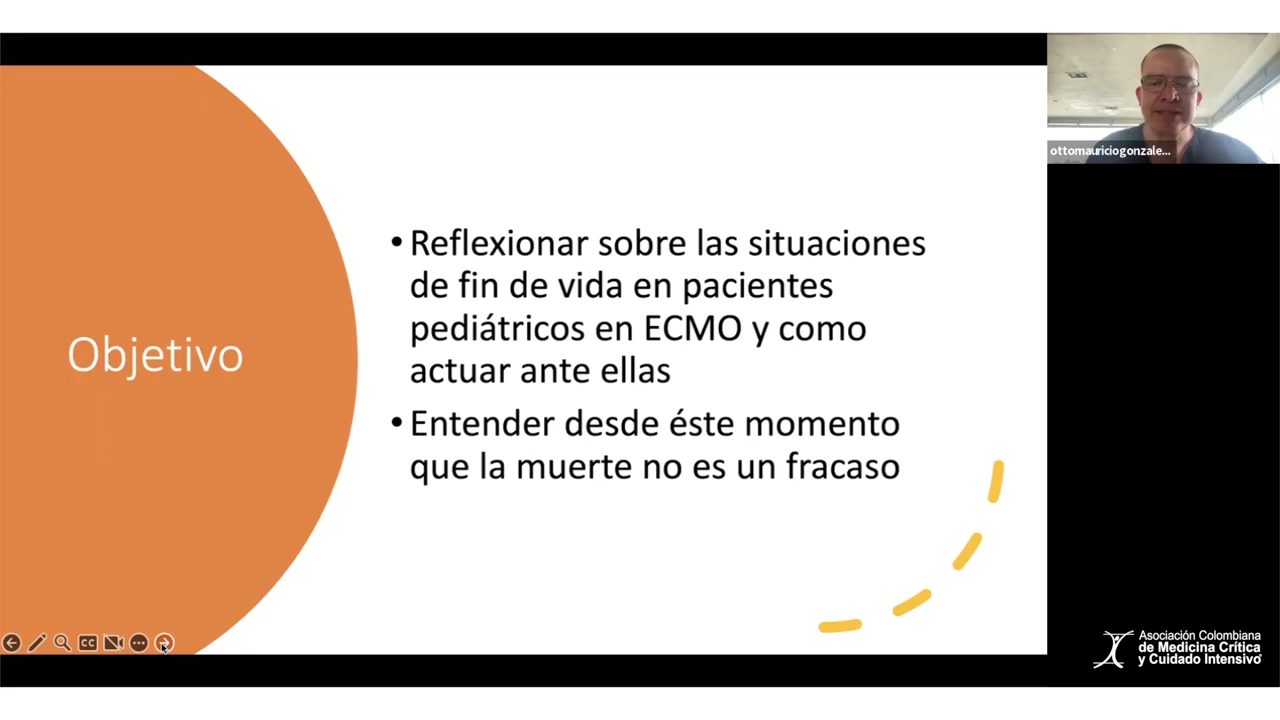 ottomauriciogonzale...
Objetivo
• Reflexionar sobre las situaciones
de fin de vida en pacientes
pediátricos en ECMO y como
actuar ante ellas
• Entender desde éste momento
que la muerte no es un fracaso
CC
Asociación Colombiana
de Medicina Crítica
y Cuidado Intensivo